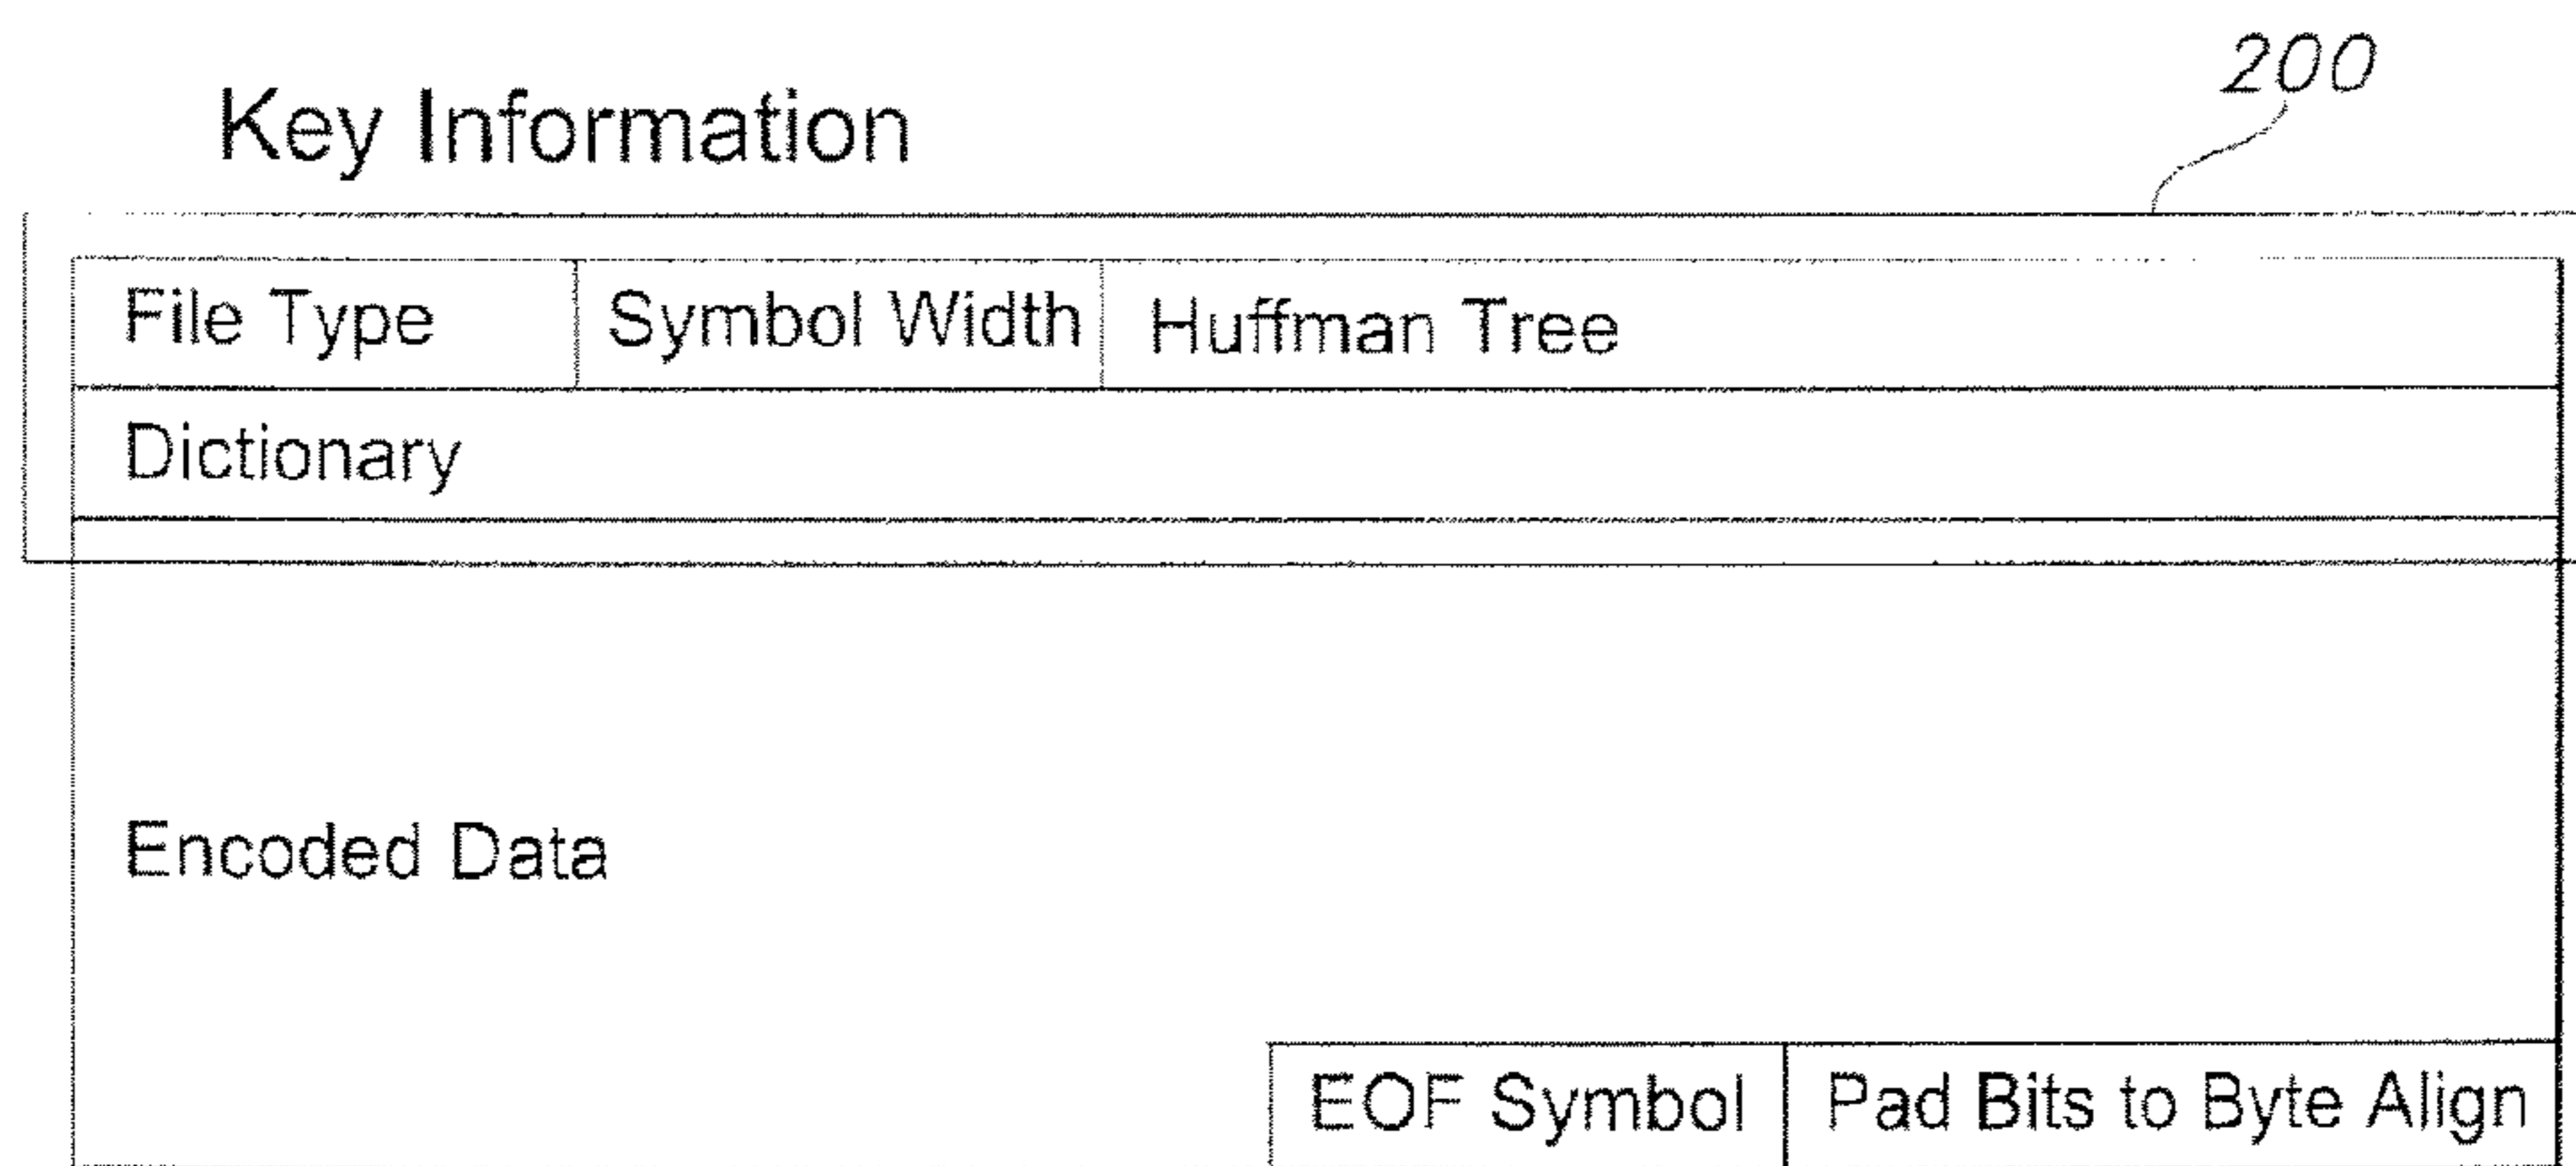 200
Key Information
File Type Symbol Width Huffman Tree
Dictionary
Encoded Data
EOF Symbol Pad Bits to Byte Align